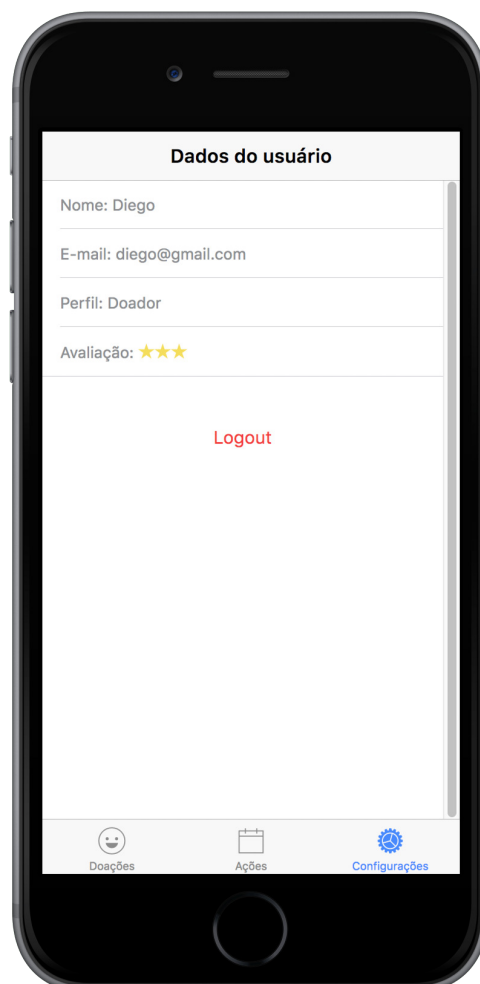 Dados do usuário
Nome: Diego
E-mail: diego@gmail.com
Perfil: Doador
Avaliação: ★★★
Logout
Doações Ações Configurações